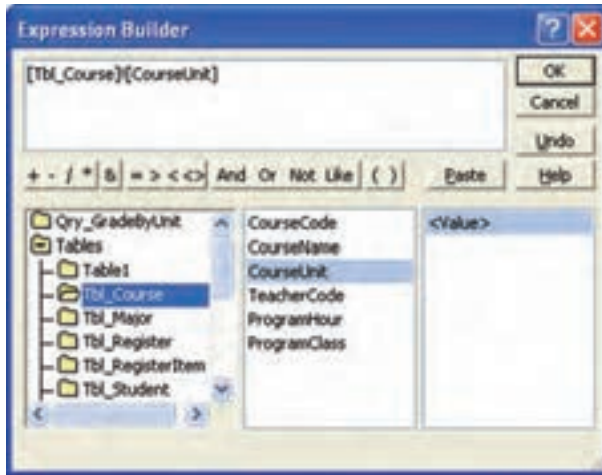 Expression Builder
[Tbl_Course]![CourseUnit]
OK
Cancel
Undo
Help
+ - / * & = > < <> And Or Not Like ( ) Paste
Qry_GradeByUnit
Tables
Table1
Tbl_Course
Tbl_Major
Tbl_Register
Tbl_RegisterItem
Tbl_Student
CourseCode
CourseName
CourseUnit
TeacherCode
ProgramHour
ProgramClass
<Value>